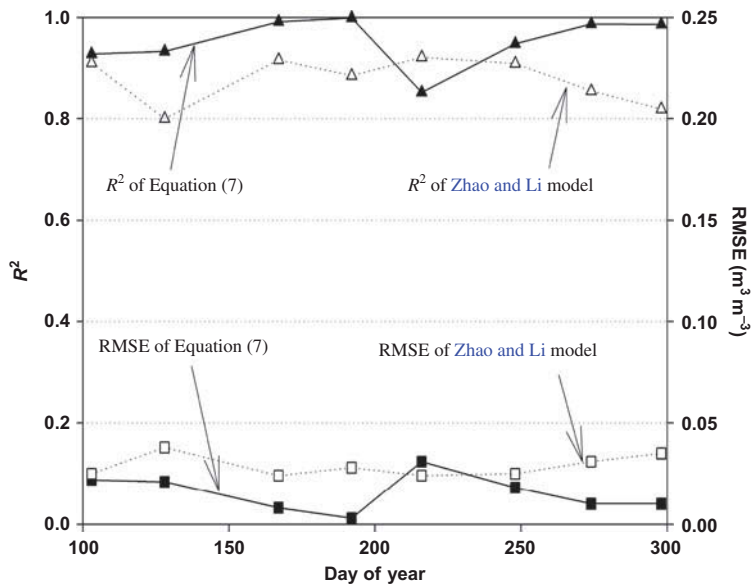 1.0
0.8
0.6
0.4
0.2
0.0
R²
0.25
0.20
0.15
0.10
0.05
0.00
RMSE (m³ m⁻³)
R² of Equation (7)
R² of Zhao and Li model
RMSE of Equation (7)
RMSE of Zhao and Li model
100
150
200
250
300
Day of year